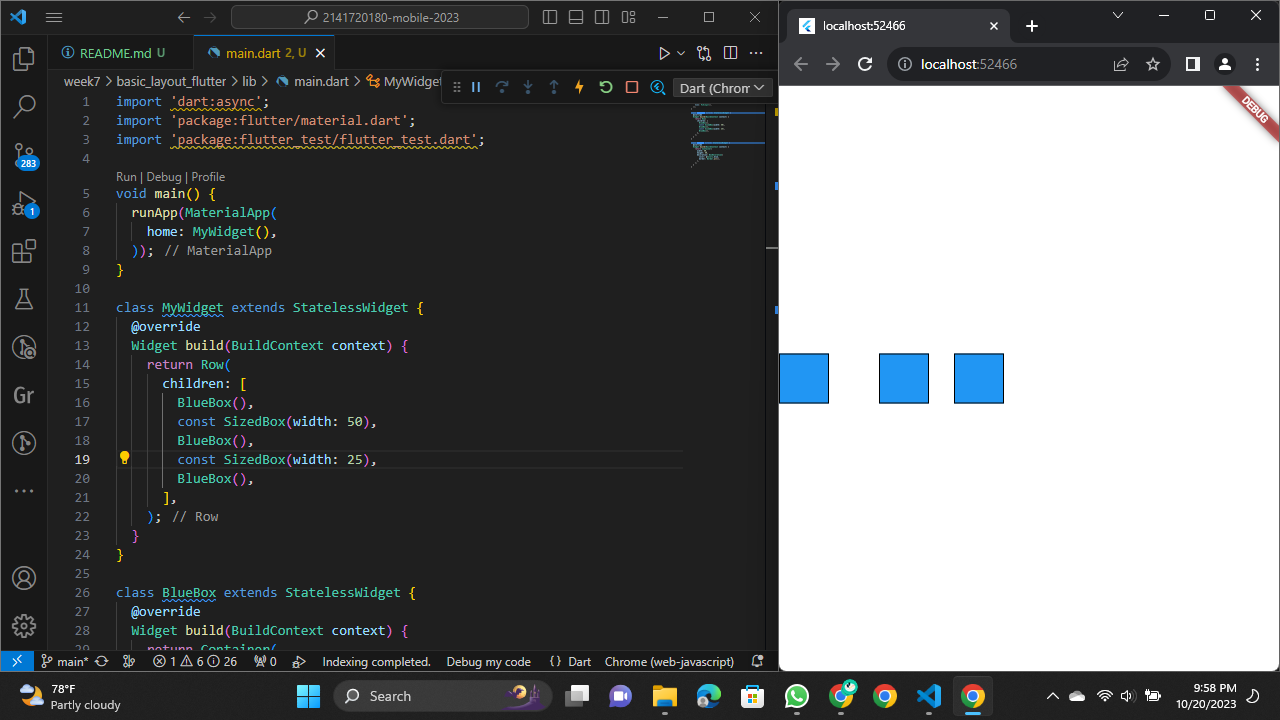 2141720180-mobile-2023
README.md U
main.dart 2, U
week7 > basic_layout_flutter > lib > main.dart > MyWidget
Dart (Chrom
1 import 'dart:async';
2 import 'package:flutter/material.dart';
3 import 'package:flutter_test/flutter_test.dart';
4
Run | Debug | Profile
5 void main() {
6 runApp(MaterialApp(
7 home: MyWidget(),
8 )); // MaterialApp
9 }
10
11 class MyWidget extends StatelessWidget {
12 @override
13 Widget build(BuildContext context) {
14 return Row(
15 children: [
16 BlueBox(),
17 const SizedBox(width: 50),
18 BlueBox(),
19 const SizedBox(width: 25),
20 BlueBox(),
21 ],
22 ); // Row
23 }
24 }
25
26 class BlueBox extends StatelessWidget {
27 @override
28 Widget build(BuildContext context) {
29 return Container(
283
1
Gr
main* 1 6 26 0 Indexing completed. Debug my code { } Dart Chrome (web-javascript)
localhost:52466
localhost:52466
DEBUG
78°F
Partly cloudy
Search
9:58 PM
10/20/2023